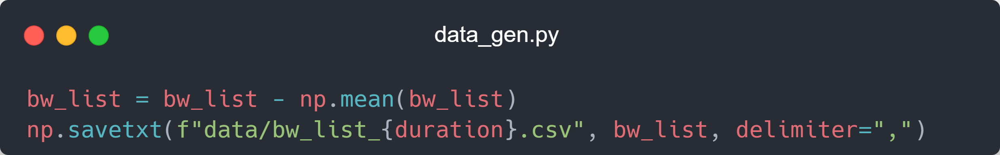 data_gen.py
bw_list = bw_list - np.mean(bw_list)
np.savetxt(f"data/bw_list_{duration}.csv", bw_list, delimiter=",")